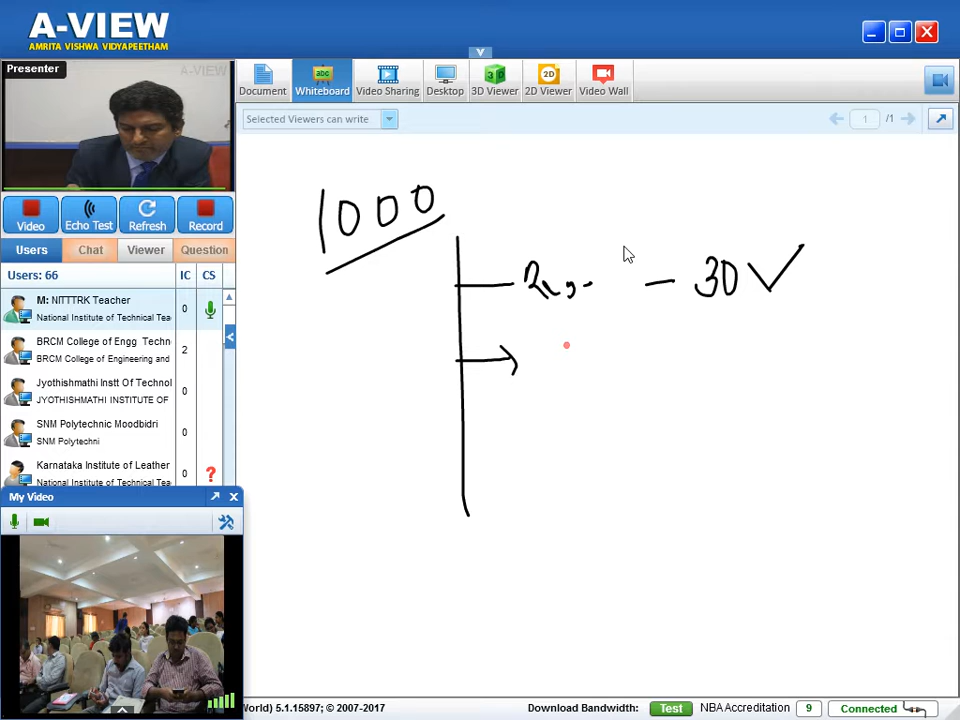 A-VIEW
AMRITA VISHWA VIDYAPEETHAM
Presenter
A-VIEW
Document
Whiteboard
Video Sharing
Desktop
3D Viewer
2D Viewer
Video Wall
Selected Viewers can write
1
/1
Video
Echo Test
Refresh
Record
Users
Chat
Viewer
Question
Users: 66
IC
CS
M: NITTTRK Teacher
National Institute of Technical Tea
0
BRCM College of Engg Techn
BRCM College of Engineering and
2
Jyothishmathi Instt Of Technol
JYOTHISHMATHI INSTITUTE OF
0
SNM Polytechnic Moodbidri
SNM Polytechni
0
Karnataka Institute of Leather
National Institute of Technical Tea
0
?
My Video
1000
- 30 ✓
World) 5.1.15897; © 2007-2017
Download Bandwidth:
Test
NBA Accreditation
9
Connected